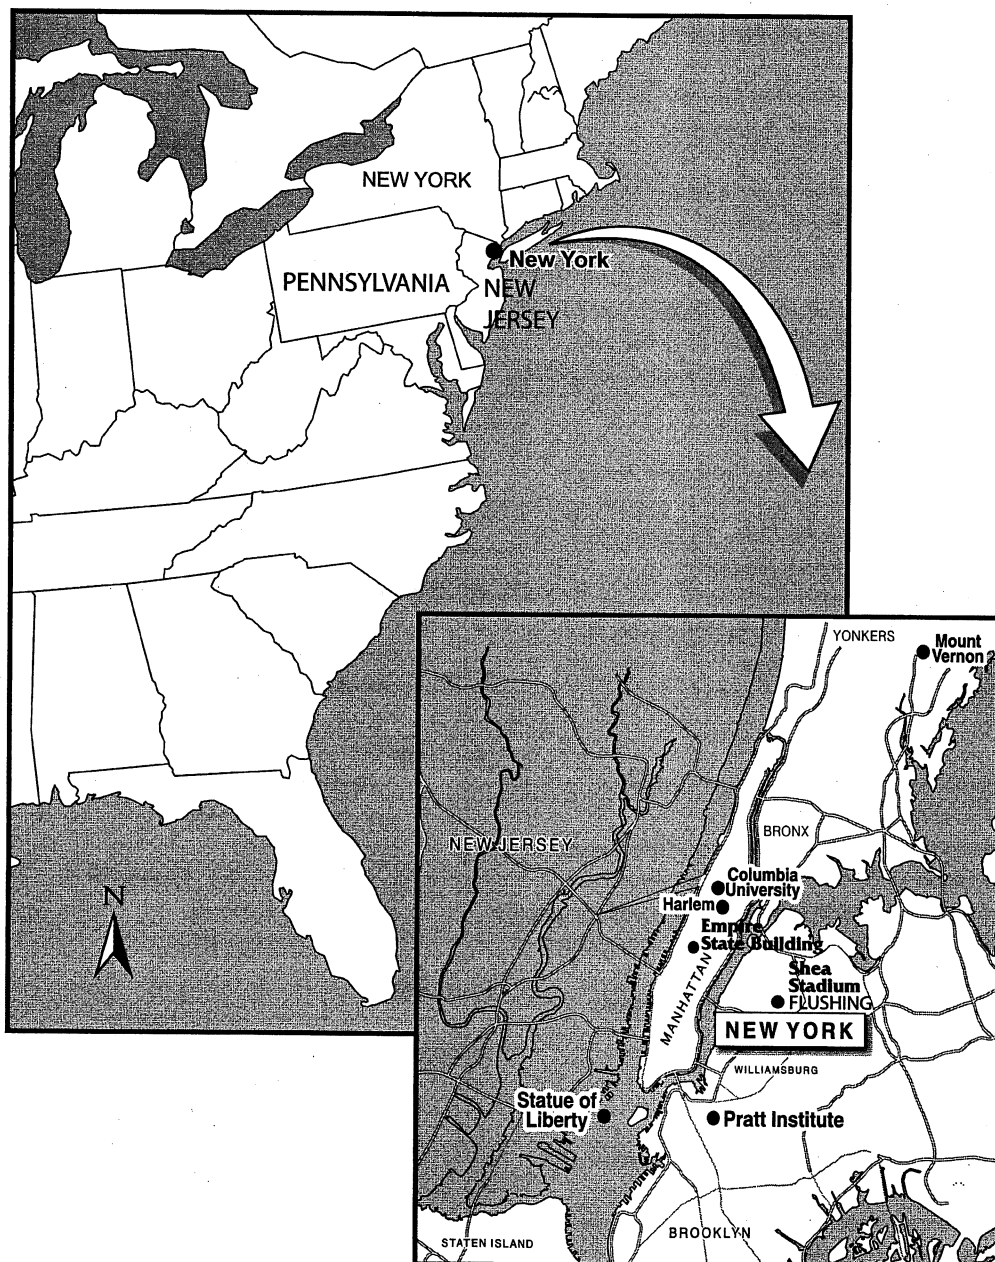 NEW YORK
New York
PENNSYLVANIA
NEW
JERSEY
N
YONKERS
Mount
Vernon
NEW JERSEY
BRONX
Columbia
University
Harlem
Empire
State Building
MANHATTAN
Shea
Stadium
FLUSHING
NEW YORK
WILLIAMSBURG
Statue of
Liberty
Pratt Institute
BROOKLYN
STATEN ISLAND